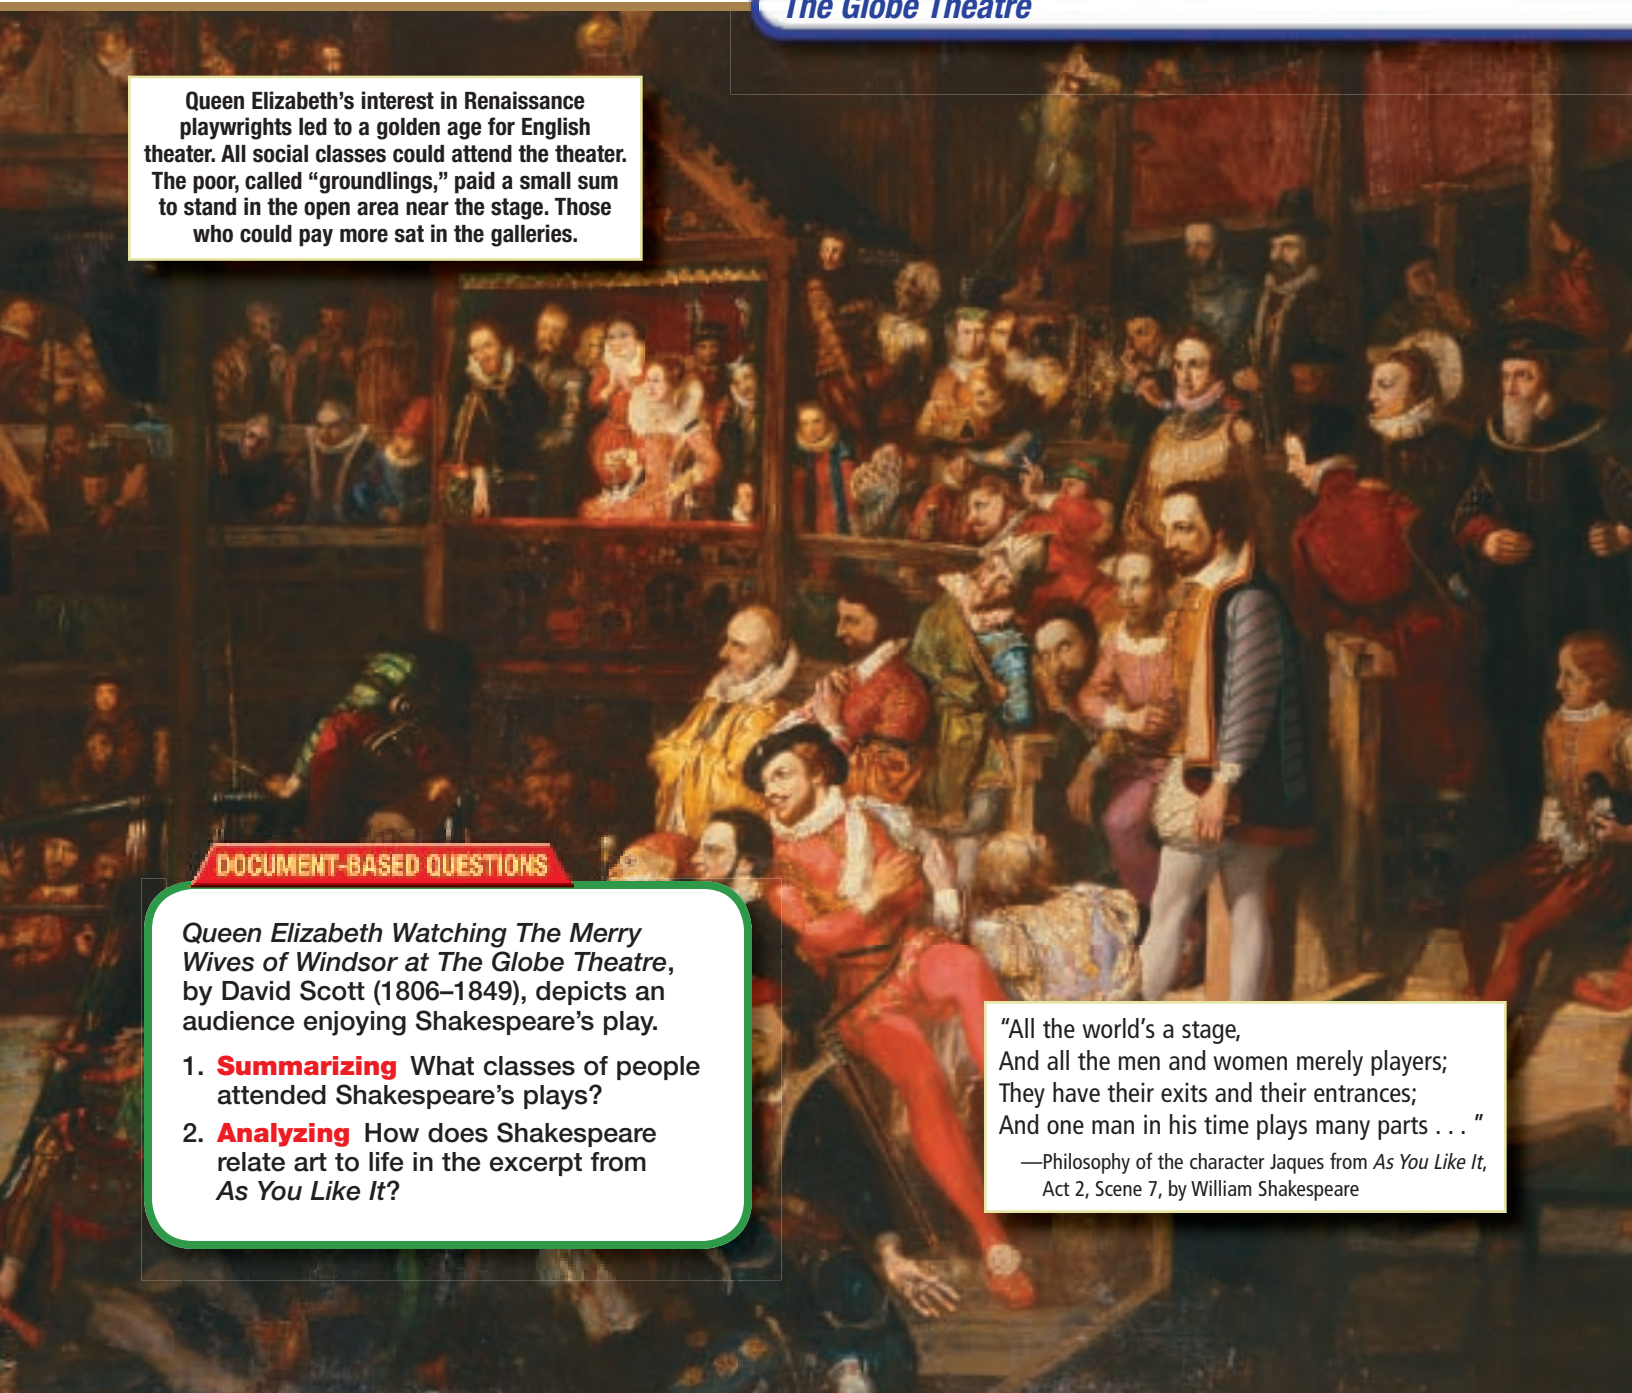 The Globe Theatre
Queen Elizabeth’s interest in Renaissance
playwrights led to a golden age for English
theater. All social classes could attend the theater.
The poor, called “groundlings,” paid a small sum
to stand in the open area near the stage. Those
who could pay more sat in the galleries.
DOCUMENT-BASED QUESTIONS
Queen Elizabeth Watching The Merry
Wives of Windsor at The Globe Theatre,
by David Scott (1806–1849), depicts an
audience enjoying Shakespeare’s play.
1. Summarizing What classes of people
attended Shakespeare’s plays?
2. Analyzing How does Shakespeare
relate art to life in the excerpt from
As You Like It?
“All the world’s a stage,
And all the men and women merely players;
They have their exits and their entrances;
And one man in his time plays many parts . . . ”
—Philosophy of the character Jaques from As You Like It,
Act 2, Scene 7, by William Shakespeare